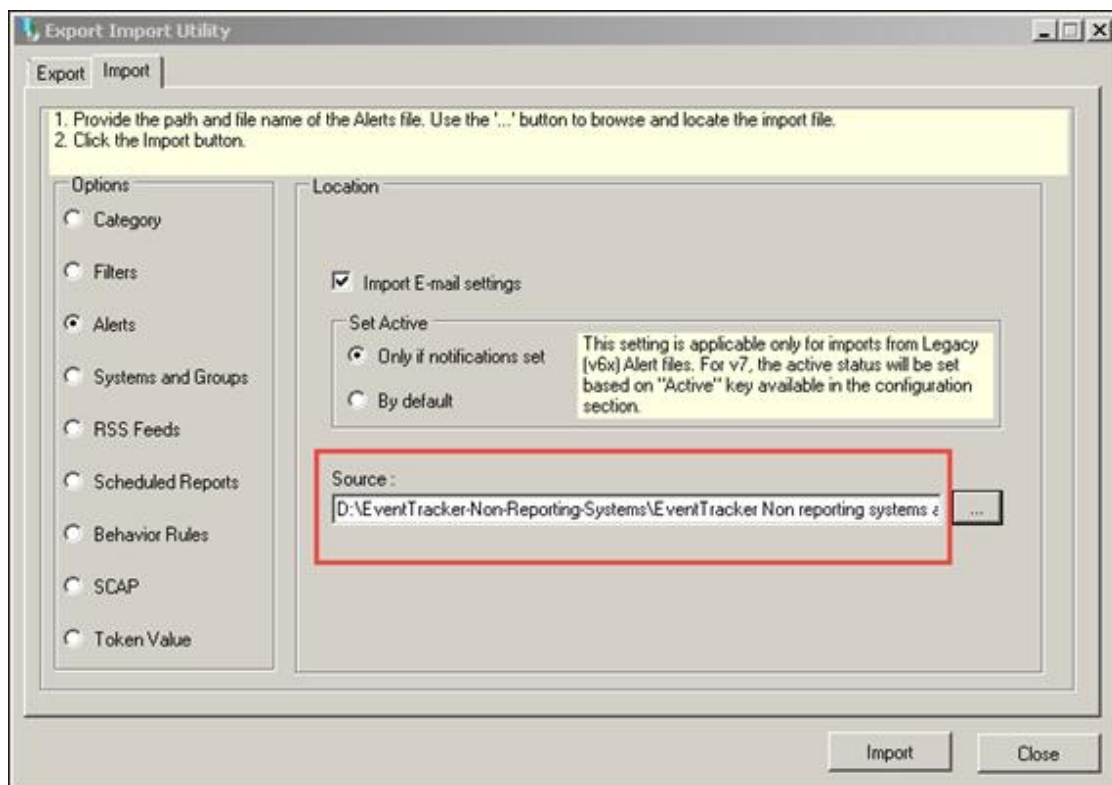 Export Import Utility
Export
Import
1. Provide the path and file name of the Alerts file. Use the '...' button to browse and locate the import file.
2. Click the Import button.
Options
Category
Filters
Alerts
Systems and Groups
RSS Feeds
Scheduled Reports
Behavior Rules
SCAP
Token Value
Location
Import E-mail settings
Set Active
Only if notifications set
By default
This setting is applicable only for imports from Legacy
(v6x) Alert files. For v7, the active status will be set
based on "Active" key available in the configuration
section.
Source :
D:\EventTracker-Non-Reporting-Systems\EventTracker Non reporting systems a
...
Import
Close